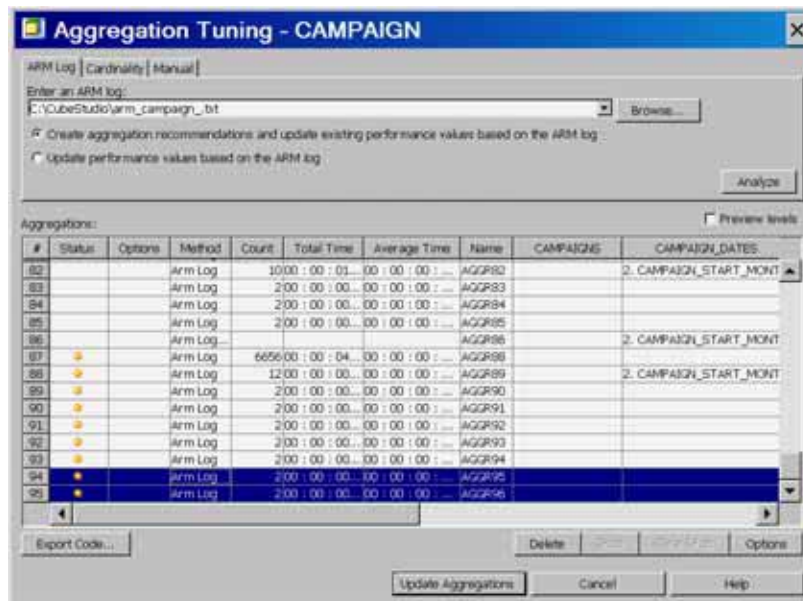 Aggregation Tuning - CAMPAIGN
ARM Log Cardinality Manual
Enter an ARM log:
C:\CubeStudio\arm_campaign_.txt Browse...
Create aggregation recommendations and update existing performance values based on the ARM log
Update performance values based on the ARM log
Analyze
Aggregations: Preview levels
# Status Options Method Count Total Time Average Time Name CAMPAIGNS CAMPAIGN_DATES
82 Arm Log 10 00 : 00 : 01... 00 : 00 : 00 : ... AGGR82 2. CAMPAIGN_START_MONT
83 Arm Log 2 00 : 00 : 00... 00 : 00 : 00 : ... AGGR83
84 Arm Log 2 00 : 00 : 00... 00 : 00 : 00 : ... AGGR84
85 Arm Log 2 00 : 00 : 00... 00 : 00 : 00 : ... AGGR85
86 Arm Log... AGGR86 2. CAMPAIGN_START_MONT
87 Arm Log 6656 00 : 00 : 04... 00 : 00 : 00 : ...
88 Arm Log 12 00 : 00 : 00... 00 : 00 : 00 : ... AGGR89 2. CAMPAIGN_START_MONT
89 Arm Log 2 00 : 00 : 00... 00 : 00 : 00 : ... AGGR90
90 Arm Log 2 00 : 00 : 00... 00 : 00 : 00 : ... AGGR91
91 Arm Log 2 00 : 00 : 00... 00 : 00 : 00 : ... AGGR92
92 Arm Log 2 00 : 00 : 00... 00 : 00 : 00 : ... AGGR93
93 Arm Log 2 00 : 00 : 00... 00 : 00 : 00 : ... AGGR94
94 Arm Log 2 00 : 00 : 00... 00 : 00 : 00 : ... AGGR95
95 Arm Log 2 00 : 00 : 00... 00 : 00 : 00 : ... AGGR96
Export Code... Delete Options
Update Aggregations Cancel Help